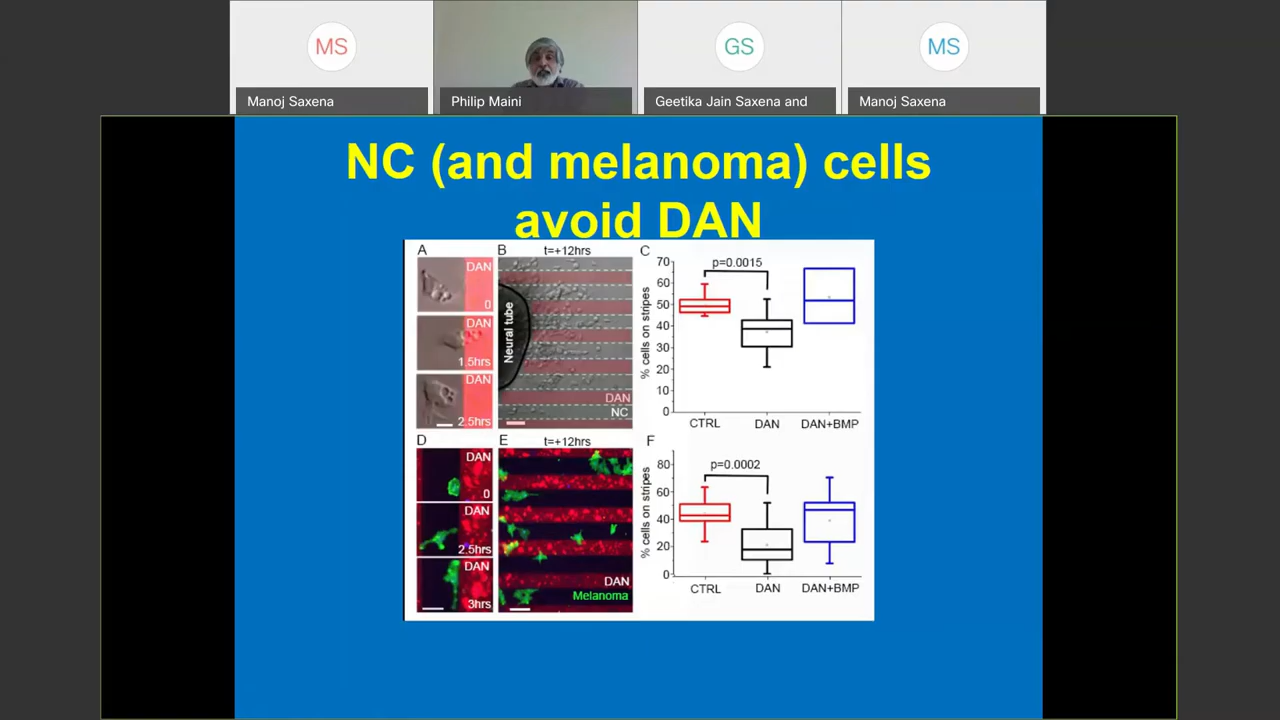 MS
GS
MS
Manoj Saxena
Philip Maini
Geetika Jain Saxena and
Manoj Saxena
NC (and melanoma) cells
avoid DAN
A
DAN
0
DAN
1.5hrs
DAN
2.5hrs
B
t=+12hrs
Neural tube
DAN
NC
C
% cells on stripes
70
60
50
40
30
20
10
0
p=0.0015
CTRL
DAN
DAN+BMP
D
DAN
0
DAN
2.5hrs
DAN
3hrs
E
t=+12hrs
DAN
Melanoma
F
% cells on stripes
80
60
40
20
0
p=0.0002
CTRL
DAN
DAN+BMP